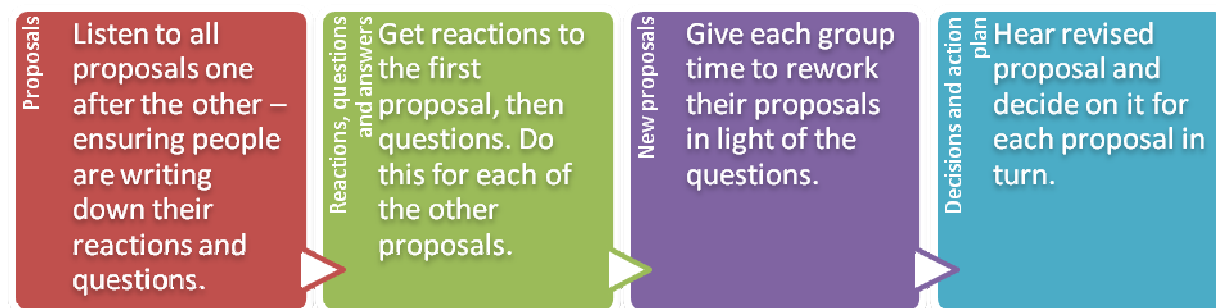 Proposals
Listen to all
proposals one
after the other –
ensuring people
are writing
down their
reactions and
questions.
Reactions, questions
and answers
Get reactions to
the first
proposal, then
questions. Do
this for each of
the other
proposals.
New proposals
Give each group
time to rework
their proposals
in light of the
questions.
Decisions and action
plan
Hear revised
proposal and
decide on it for
each proposal in
turn.